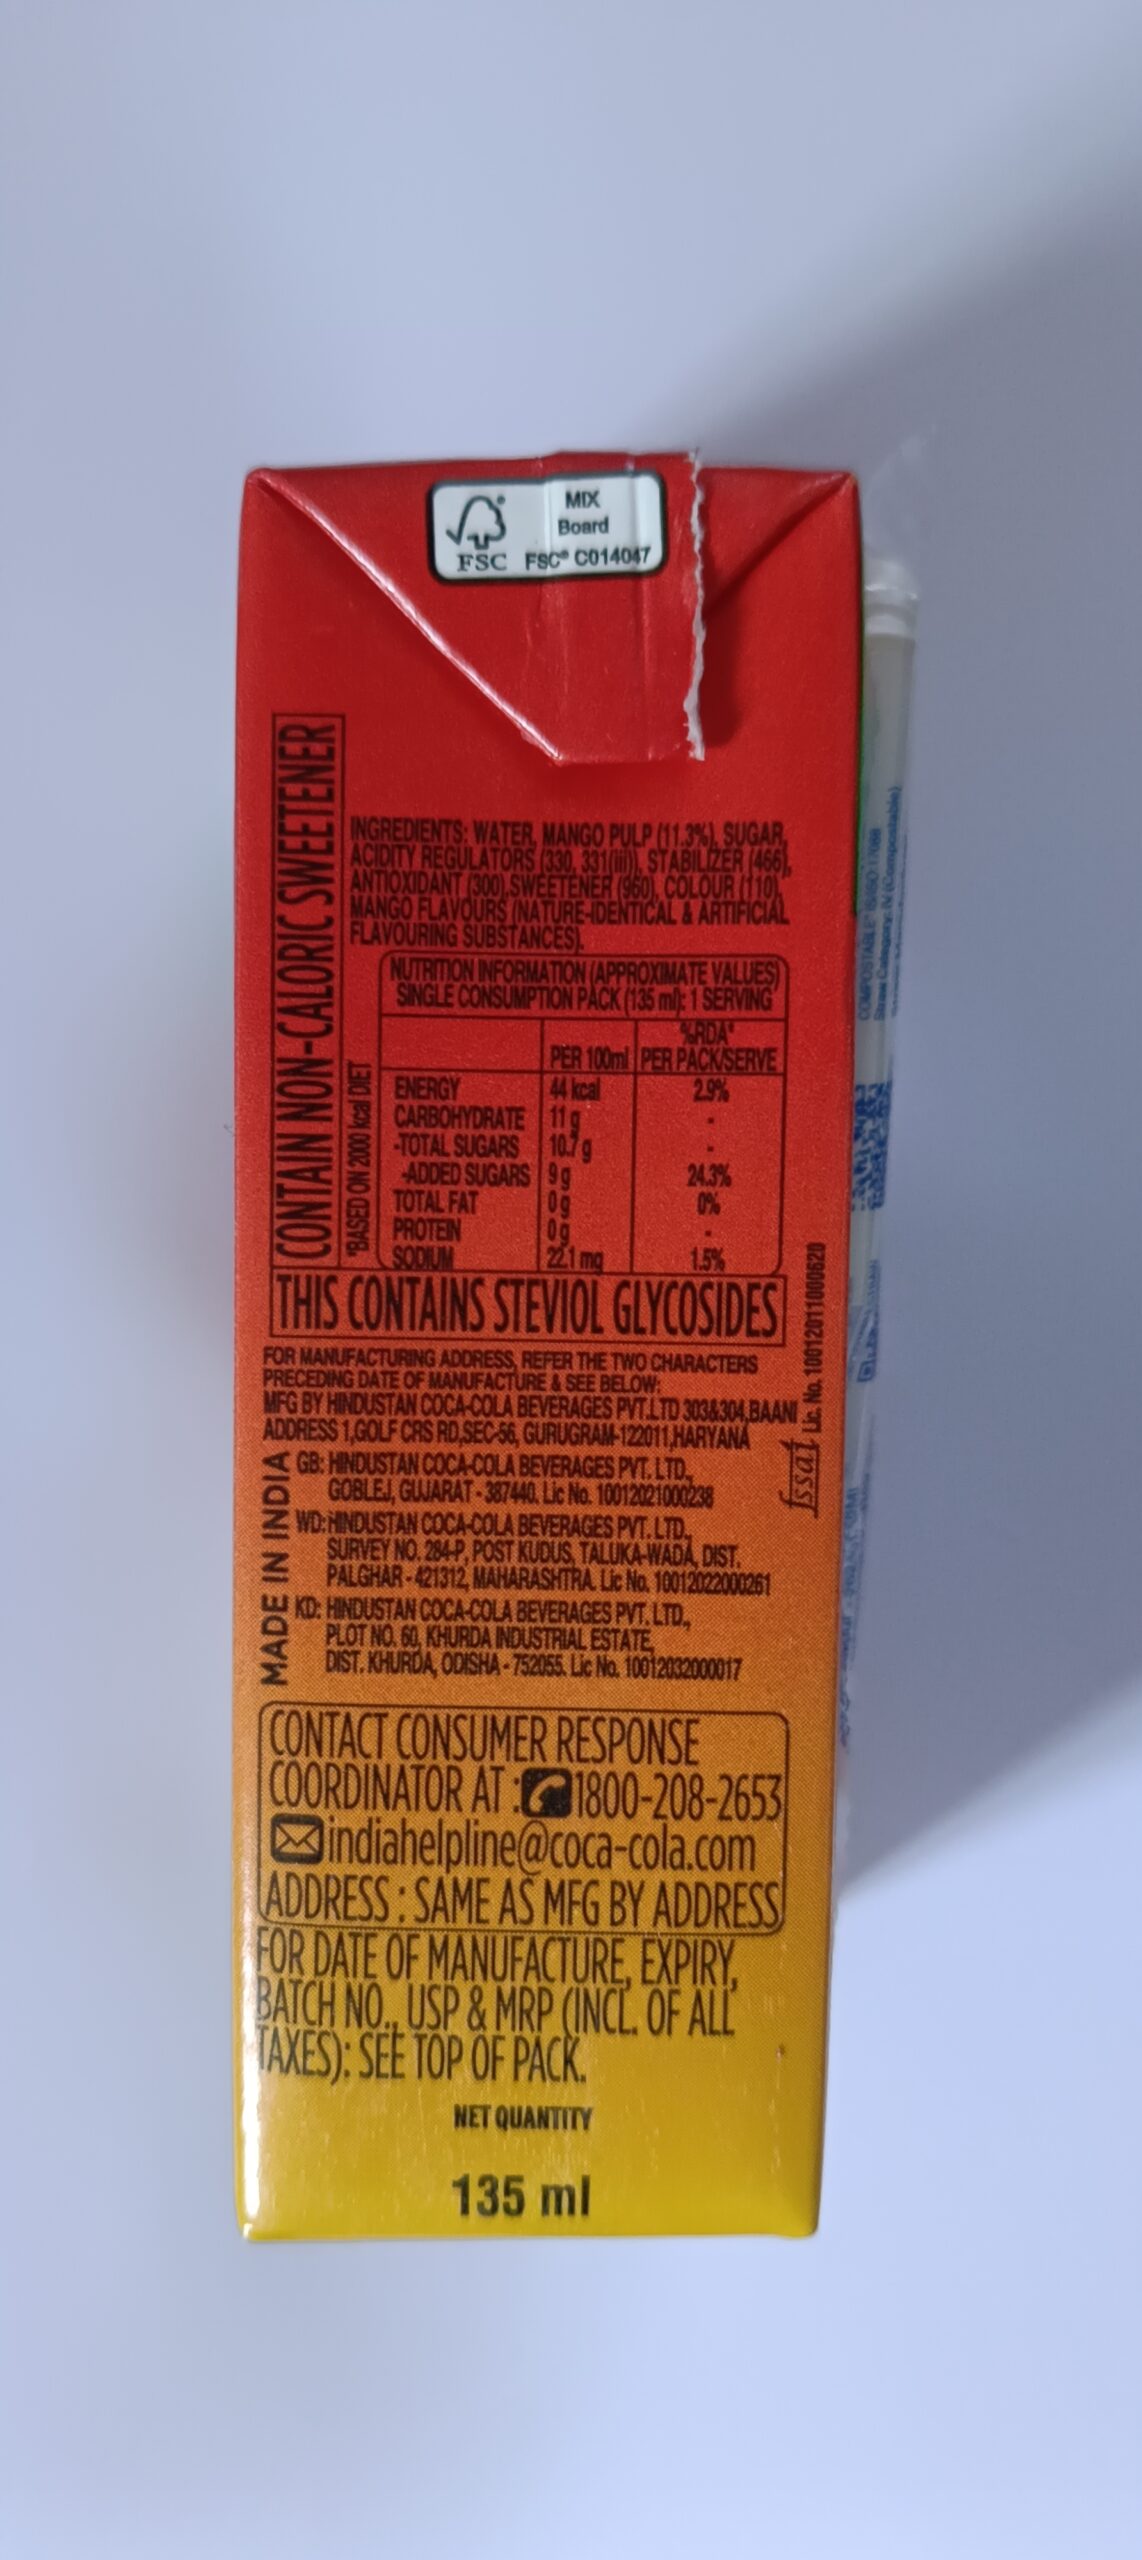 MIX
Board
FSC FSC® C014047
CONTAIN NON-CALORIC SWEETENER
INGREDIENTS: WATER, MANGO PULP (11.3%), SUGAR,
ACIDITY REGULATORS (330, 331(iii)), STABILIZER (466),
ANTIOXIDANT (300),SWEETENER (960), COLOUR (110),
MANGO FLAVOURS (NATURE-IDENTICAL & ARTIFICIAL
FLAVOURING SUBSTANCES).
NUTRITION INFORMATION (APPROXIMATE VALUES)
SINGLE CONSUMPTION PACK (135 ml): 1 SERVING
%RDA*
PER 100ml PER PACK/SERVE
ENERGY 44 kcal 2.9%
CARBOHYDRATE 11 g -
-TOTAL SUGARS 10.7 g -
-ADDED SUGARS 9 g 24.3%
TOTAL FAT 0 g 0%
PROTEIN 0 g -
SODIUM 22.1 mg 1.5%
*BASED ON 2000 kcal DIET
THIS CONTAINS STEVIOL GLYCOSIDES
FOR MANUFACTURING ADDRESS, REFER THE TWO CHARACTERS
PRECEDING DATE OF MANUFACTURE & SEE BELOW:
MFG BY HINDUSTAN COCA-COLA BEVERAGES PVT.LTD 303&304,BAANI
ADDRESS 1,GOLF CRS RD,SEC-56, GURUGRAM-122011,HARYANA
GB: HINDUSTAN COCA-COLA BEVERAGES PVT. LTD.,
GOBLEJ, GUJARAT - 387440. Lic No. 10012021000238
WD: HINDUSTAN COCA-COLA BEVERAGES PVT. LTD.,
SURVEY NO. 284-P, POST KUDUS, TALUKA-WADA, DIST.
PALGHAR - 421312, MAHARASHTRA. Lic No. 10012022000261
KD: HINDUSTAN COCA-COLA BEVERAGES PVT. LTD.,
PLOT NO. 60, KHURDA INDUSTRIAL ESTATE,
DIST. KHURDA, ODISHA - 752055. Lic No. 10012032000017
MADE IN INDIA
fssai Lic. No. 10012011000620
CONTACT CONSUMER RESPONSE
COORDINATOR AT : 1800-208-2653
indiahelpline@coca-cola.com
ADDRESS : SAME AS MFG BY ADDRESS
FOR DATE OF MANUFACTURE, EXPIRY,
BATCH NO., USP & MRP (INCL. OF ALL
TAXES): SEE TOP OF PACK.
NET QUANTITY
135 ml
COMPOSTABLE IS/ISO 17088
Straw Category: IV (Compostable)